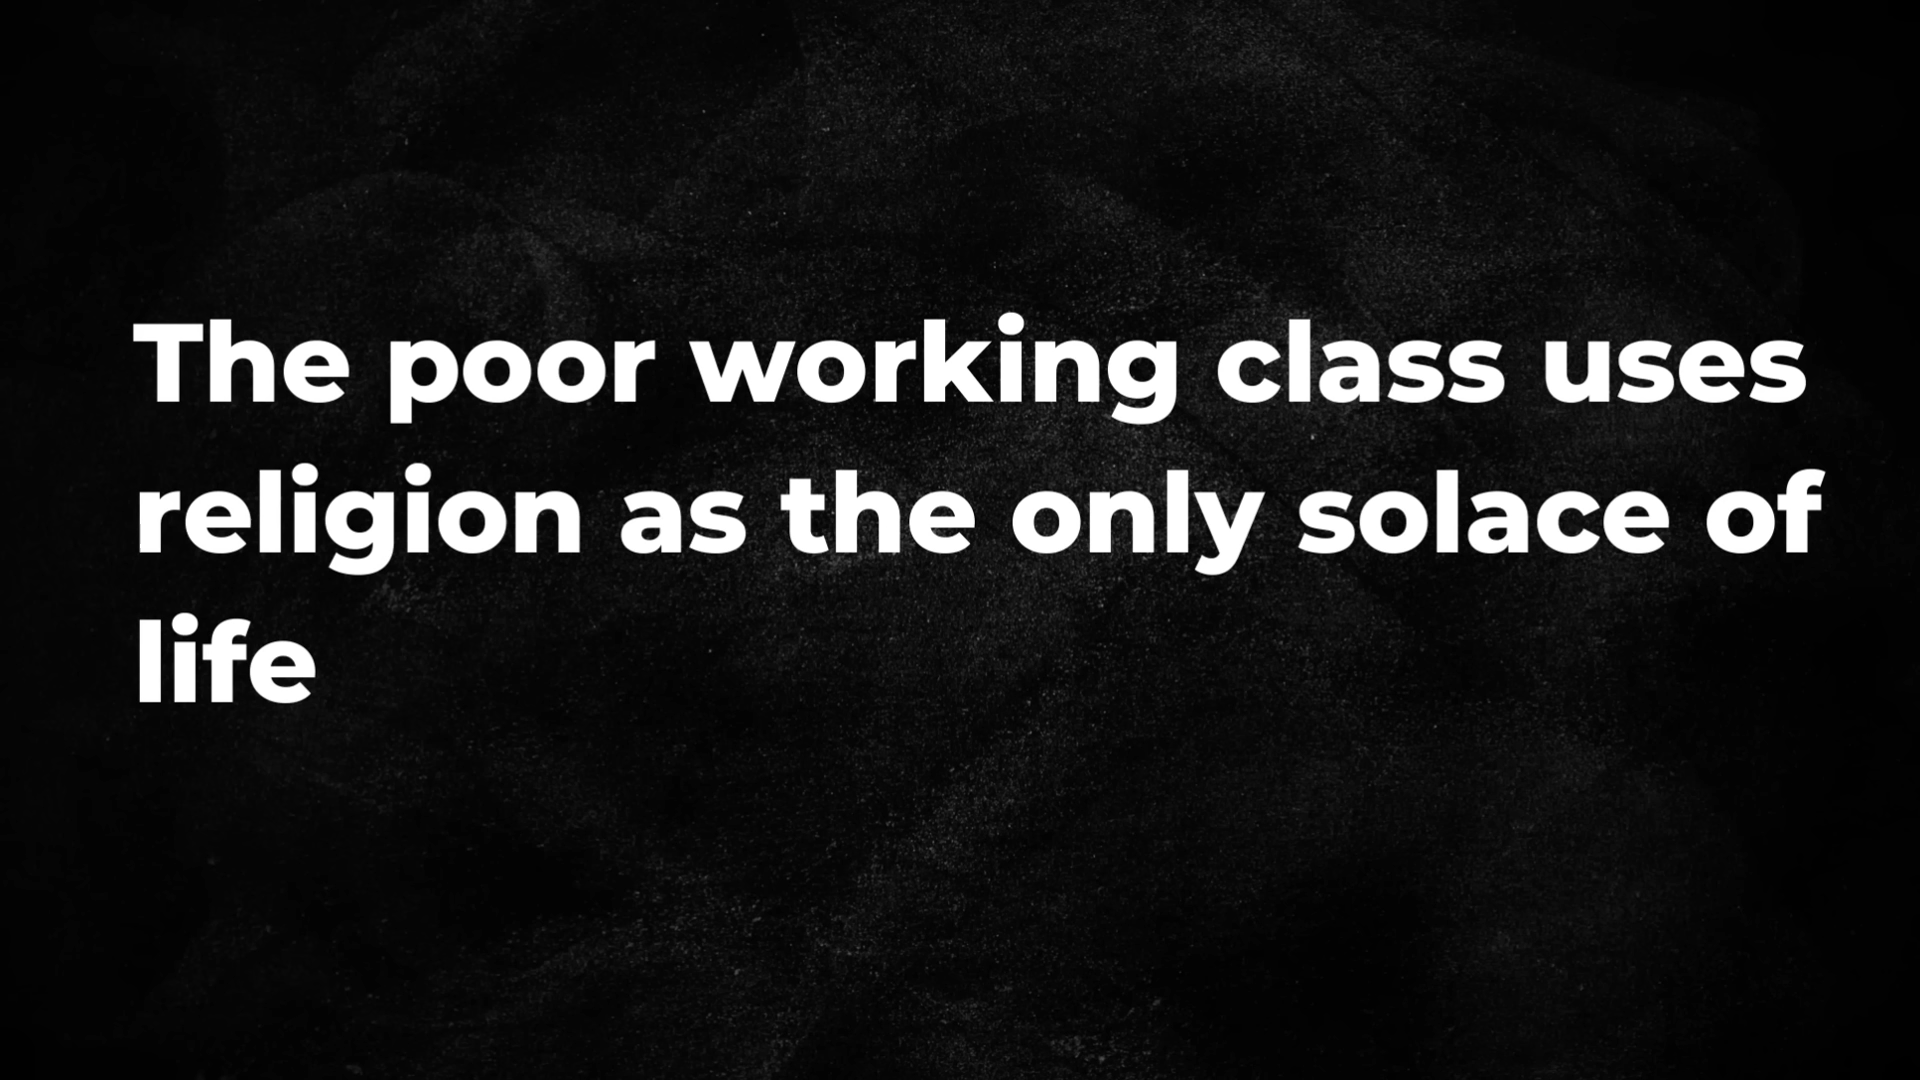 The poor working class uses
religion as the only solace of
life